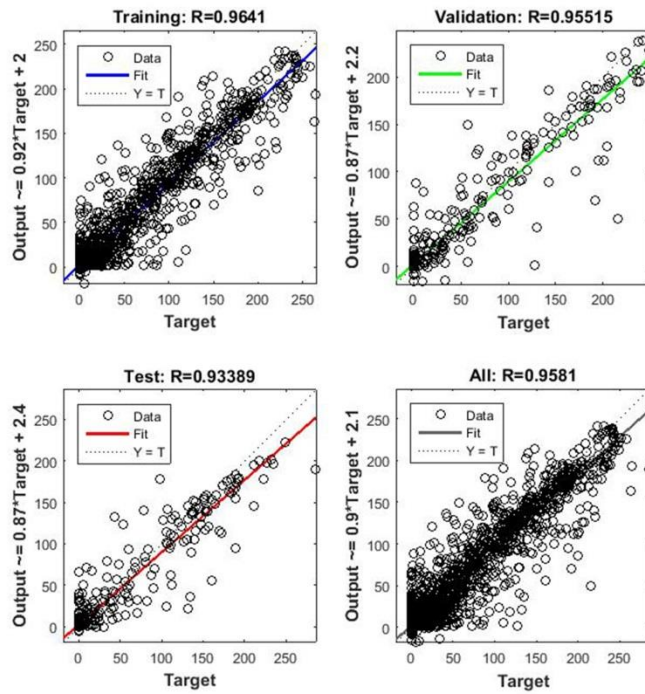 Training: R=0.9641
Output ~= 0.92*Target + 2
250
200
150
100
50
0
Data
Fit
Y = T
0 50 100 150 200 250
Target
Validation: R=0.95515
Output ~= 0.87*Target + 2.2
200
150
100
50
0
Data
Fit
Y = T
0 50 100 150 200
Target
Test: R=0.93389
Output ~= 0.87*Target + 2.4
250
200
150
100
50
0
Data
Fit
Y = T
0 50 100 150 200 250
Target
All: R=0.9581
Output ~= 0.9*Target + 2.1
250
200
150
100
50
0
Data
Fit
Y = T
0 50 100 150 200 250
Target